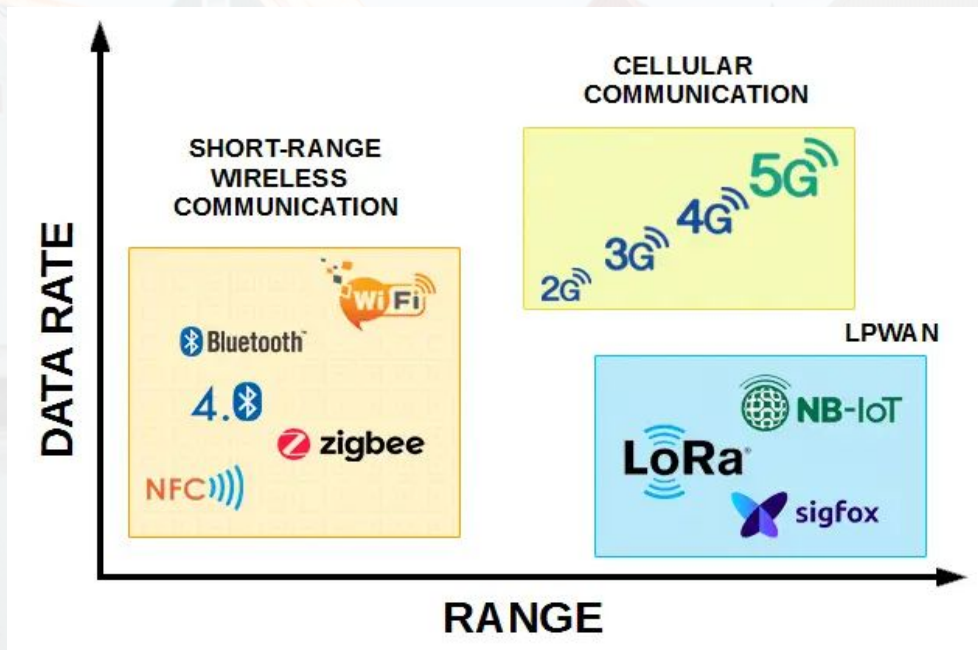 DATA RATE
SHORT-RANGE
WIRELESS
COMMUNICATION
WiFi
Bluetooth™
4.0
zigbee
NFC
CELLULAR
COMMUNICATION
5G
4G
3G
2G
LPWAN
NB-IoT
LoRa®
sigfox
RANGE